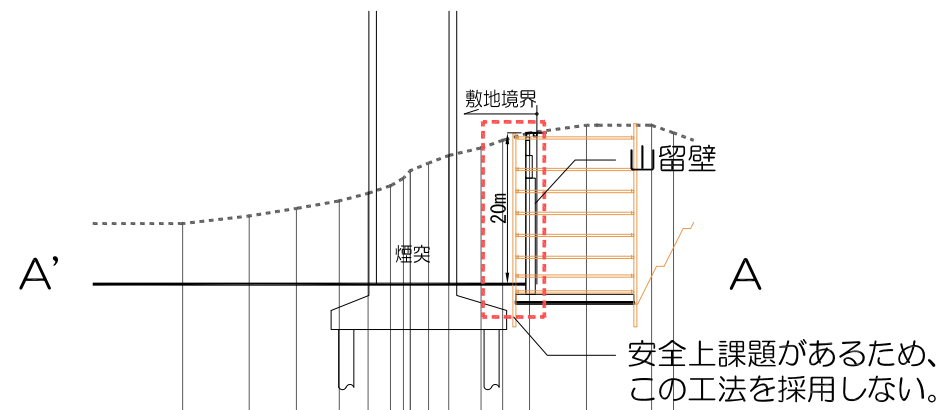 敷地境界
山留壁
20m
煙突
A'
A
安全上課題があるため、
この工法を採用しない。